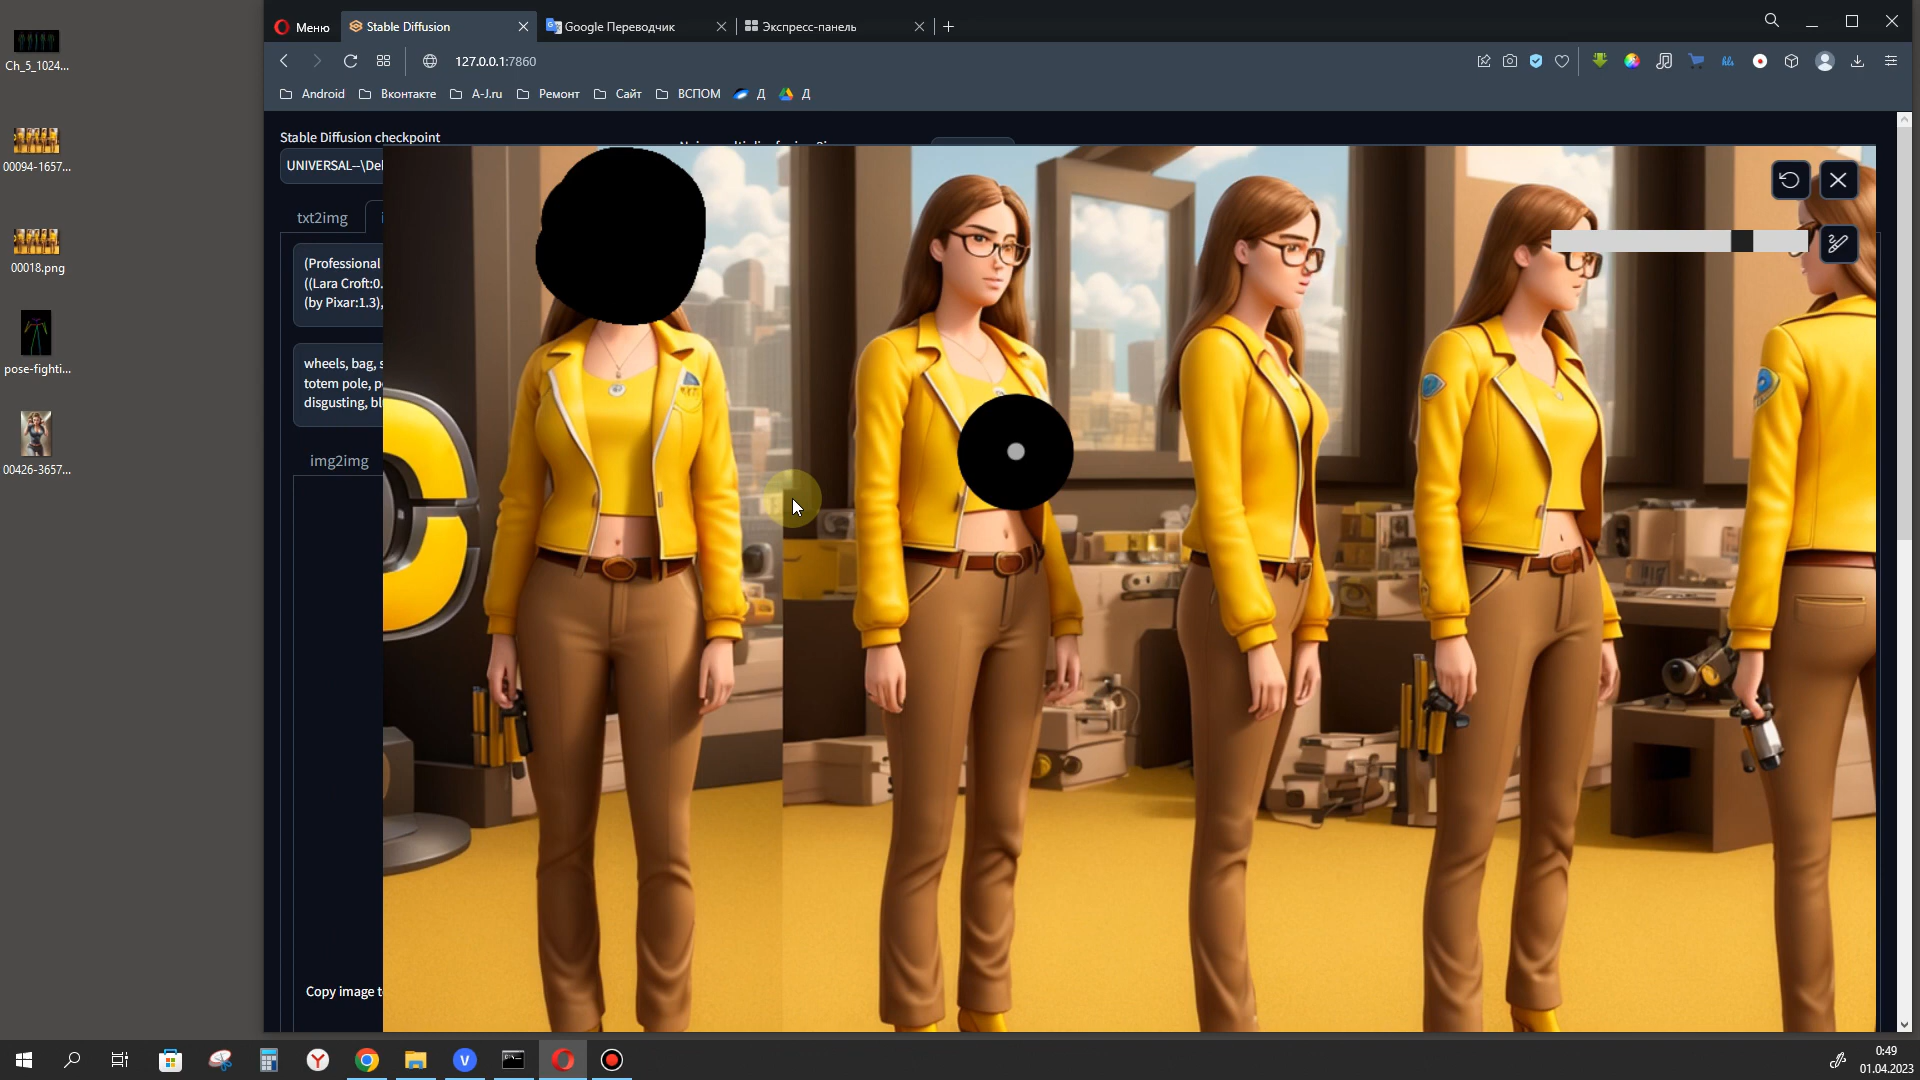 Меню
Stable Diffusion
Google Переводчик
Экспресс-панель
127.0.0.1:7860
Android
Вконтакте
A-J.ru
Ремонт
Сайт
ВСПОМ
Д
Д
Ch_5_1024...
00094-1657...
00018.png
pose-fighti...
00426-3657...
Stable Diffusion checkpoint
UNIVERSAL--\Del
txt2img
(Professional
((Lara Croft:0.
(by Pixar:1.3),
wheels, bag, s
totem pole, p
disgusting, bl
img2img
Copy image t
0:49
01.04.2023